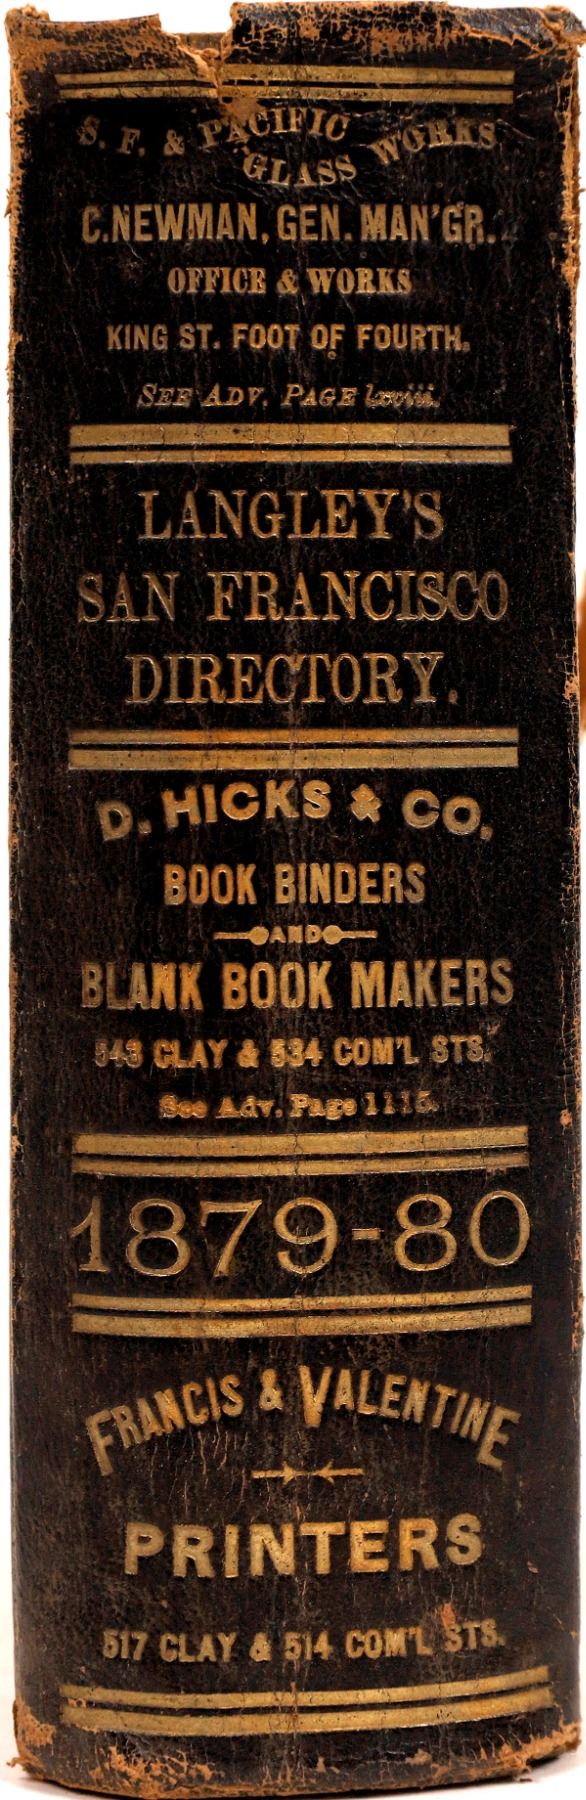 S. F. & PACIFIC GLASS WORKS
C. NEWMAN, GEN. MAN'GR.
OFFICE & WORKS
KING ST. FOOT OF FOURTH.
SEE ADV. PAGE lxviii.
LANGLEY'S
SAN FRANCISCO
DIRECTORY.
D. HICKS & CO.
BOOK BINDERS
AND
BLANK BOOK MAKERS
543 CLAY & 534 COM'L STS.
See Adv. Page 1115.
1879-80
FRANCIS & VALENTINE
PRINTERS
517 CLAY & 514 COM'L STS.